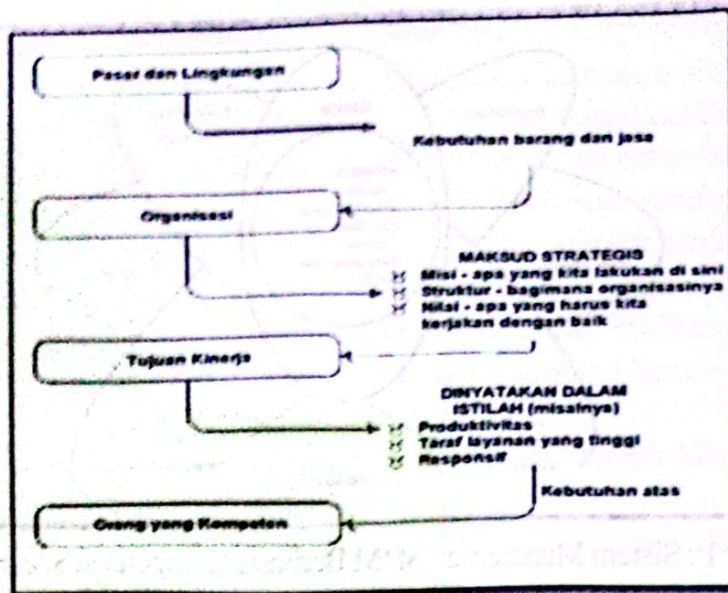 Pasar dan Lingkungan
Kebutuhan barang dan jasa
Organisasi
MAKSUD STRATEGIS
Misi - apa yang kita lakukan di sini
Struktur - bagimana organisasinya
Nilai - apa yang harus kita
kerjakan dengan baik
Tujuan Kinerja
DINYATAKAN DALAM
ISTILAH (misalnya)
Produktivitas
Taraf layanan yang tinggi
Responsif
Kebutuhan atas
Orang yang Kompeten